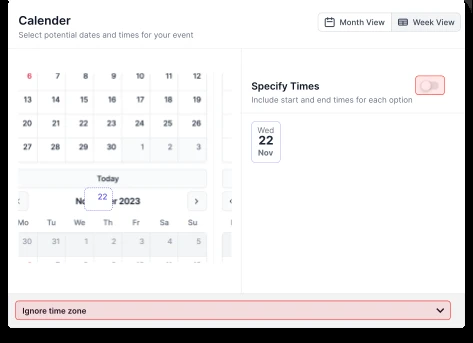 Calender
Month View
Week View
Select potential dates and times for your event
6 7 8 9 10 11 12
13 14 15 16 17 18 19
20 21 22 23 24 25 26
27 28 29 30 1 2 3
Today
22
2023
Mo Tu We Th Fr Sa Su
30 31 1 2 3 4 5
Specify Times
Include start and end times for each option
Wed
22
Nov
Ignore time zone